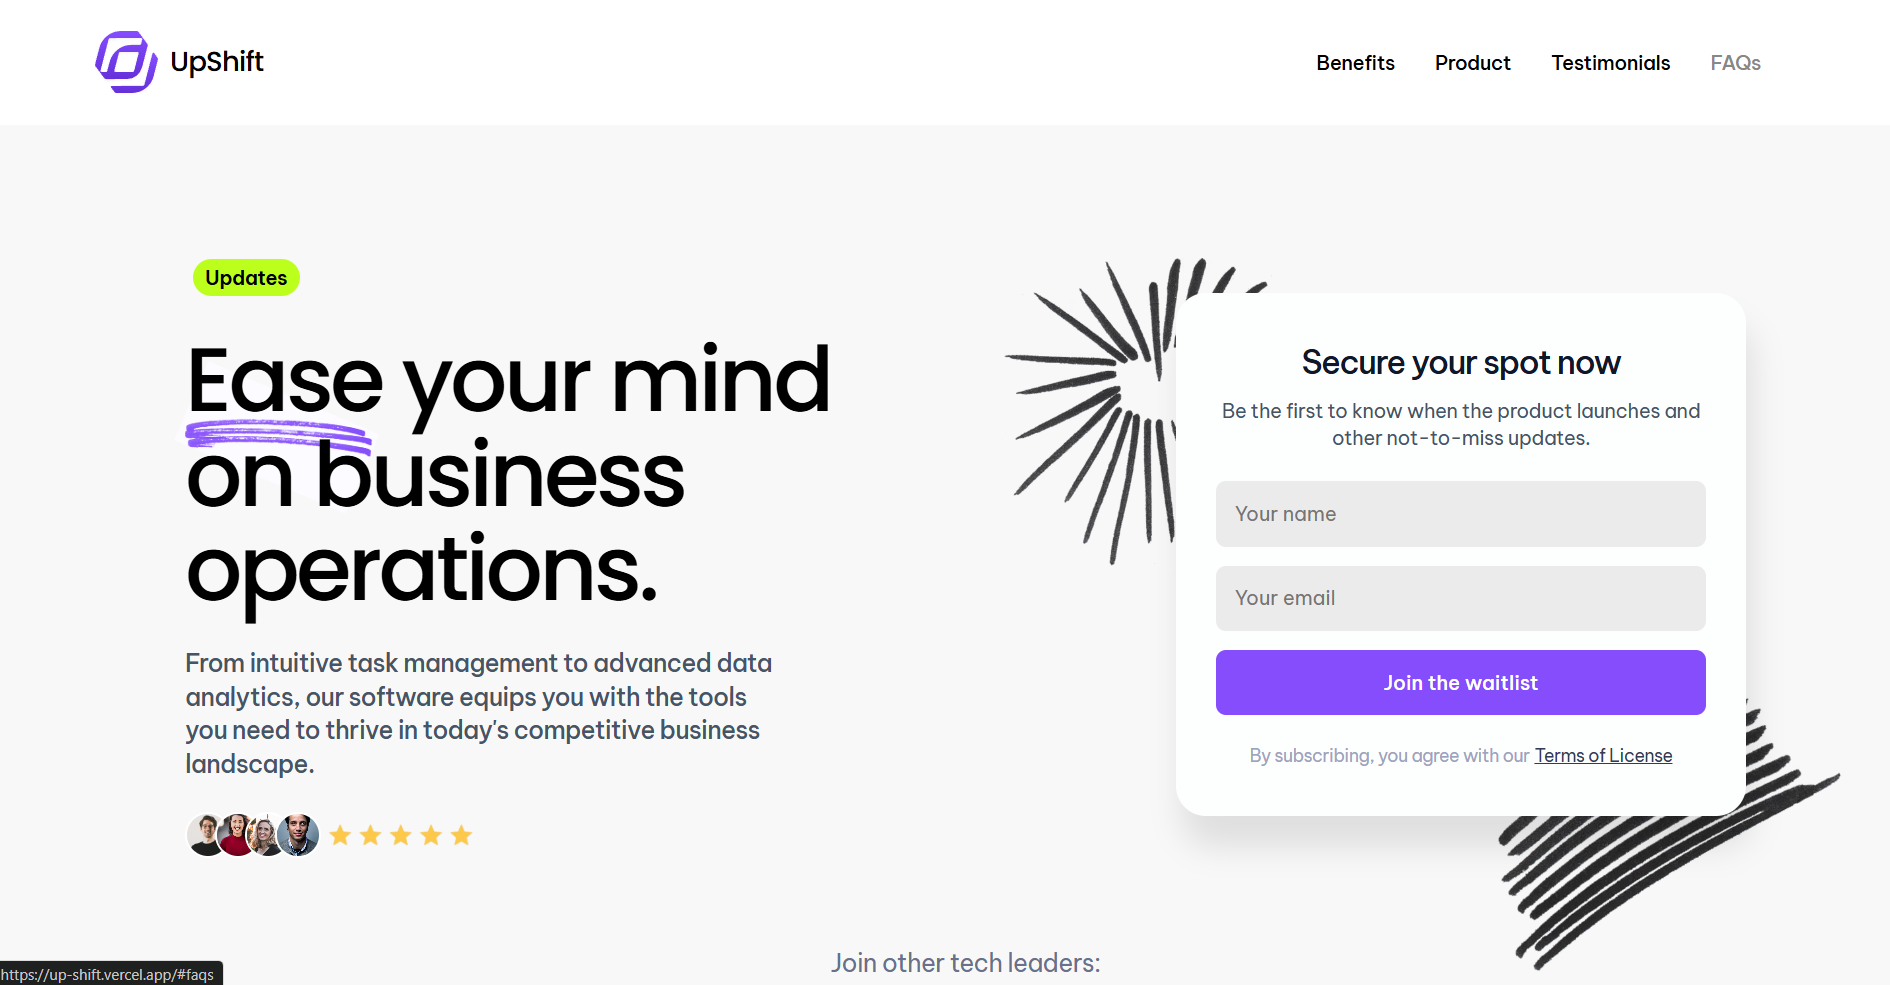 UpShift
Benefits
Product
Testimonials
FAQs
Updates
Ease your mind
on business
operations.
From intuitive task management to advanced data
analytics, our software equips you with the tools
you need to thrive in today's competitive business
landscape.
Secure your spot now
Be the first to know when the product launches and
other not-to-miss updates.
Your name
Your email
Join the waitlist
By subscribing, you agree with our Terms of License
Join other tech leaders:
https://up-shift.vercel.app/#faqs